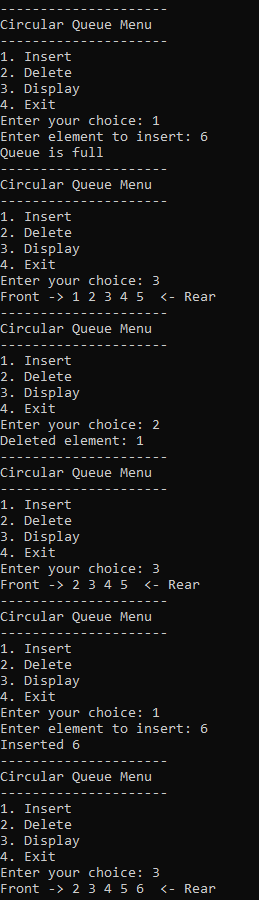 ---------------------
Circular Queue Menu
---------------------
1. Insert
2. Delete
3. Display
4. Exit
Enter your choice: 1
Enter element to insert: 6
Queue is full
---------------------
Circular Queue Menu
---------------------
1. Insert
2. Delete
3. Display
4. Exit
Enter your choice: 3
Front -> 1 2 3 4 5  <- Rear
---------------------
Circular Queue Menu
---------------------
1. Insert
2. Delete
3. Display
4. Exit
Enter your choice: 2
Deleted element: 1
---------------------
Circular Queue Menu
---------------------
1. Insert
2. Delete
3. Display
4. Exit
Enter your choice: 3
Front -> 2 3 4 5  <- Rear
---------------------
Circular Queue Menu
---------------------
1. Insert
2. Delete
3. Display
4. Exit
Enter your choice: 1
Enter element to insert: 6
Inserted 6
---------------------
Circular Queue Menu
---------------------
1. Insert
2. Delete
3. Display
4. Exit
Enter your choice: 3
Front -> 2 3 4 5 6  <- Rear